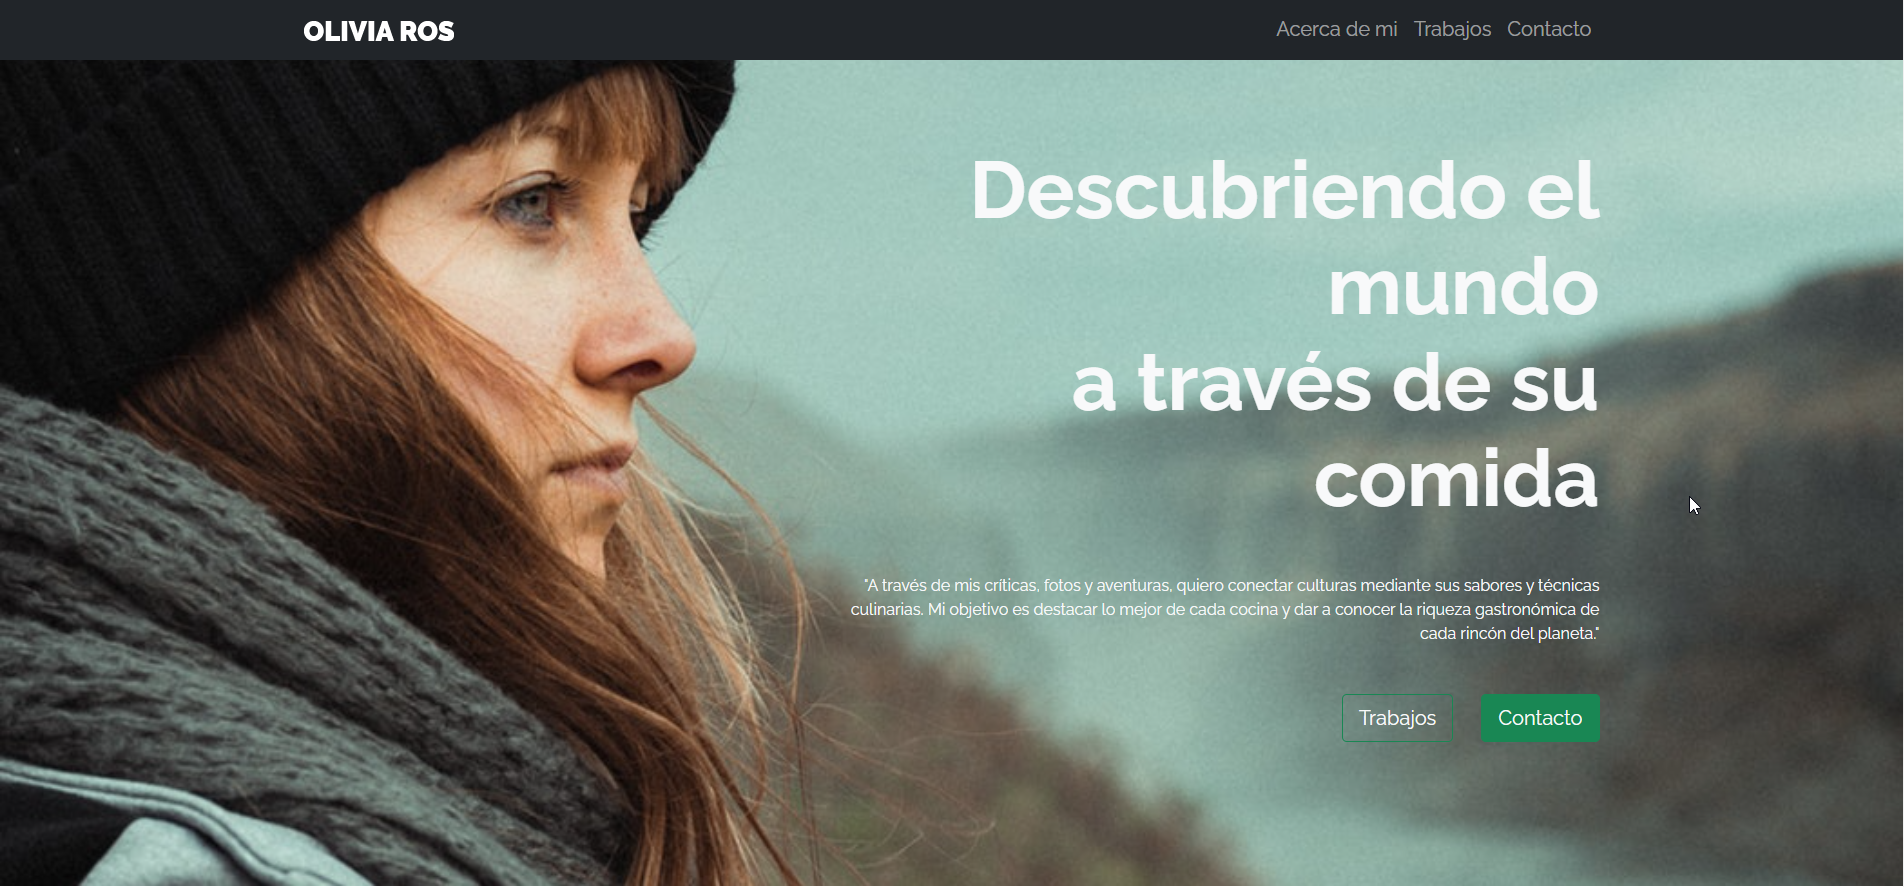 OLIVIA ROS
Acerca de mi Trabajos Contacto
Descubriendo el
mundo
a través de su
comida
"A través de mis críticas, fotos y aventuras, quiero conectar culturas mediante sus sabores y técnicas
culinarias. Mi objetivo es destacar lo mejor de cada cocina y dar a conocer la riqueza gastronómica de
cada rincón del planeta."
Trabajos Contacto